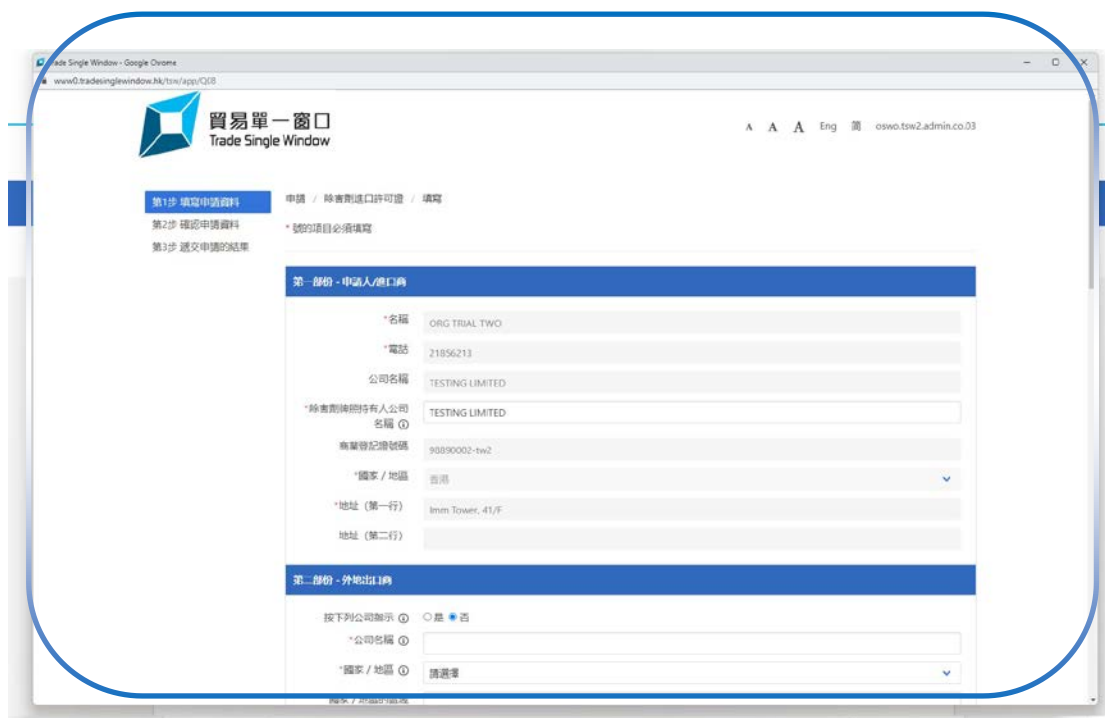 Trade Single Window - Google Chrome
www0.tradesinglewindow.hk/tsw/app/Q08
貿易單一窗口
Trade Single Window
A A A Eng 简 oswo.tsw2.admin.co.03
第1步 填寫申請資料
第2步 確認申請資料
第3步 遞交申請的結果
申請 / 除害劑進口許可證 / 填寫
* 號的項目必須填寫
第一部份 - 申請人/進口商
*名稱 ORG TRIAL TWO
*電話 21856213
公司名稱 TESTING LIMITED
*除害劑牌照持有人公司 TESTING LIMITED
名稱
商業登記證號碼 90890002-tw2
*國家 / 地區 香港
*地址 (第一行) Imm Tower, 41/F
地址 (第二行)
第二部份 - 外地出口商
按下列公司 示 是 否
*公司名稱
*國家 / 地區 請選擇